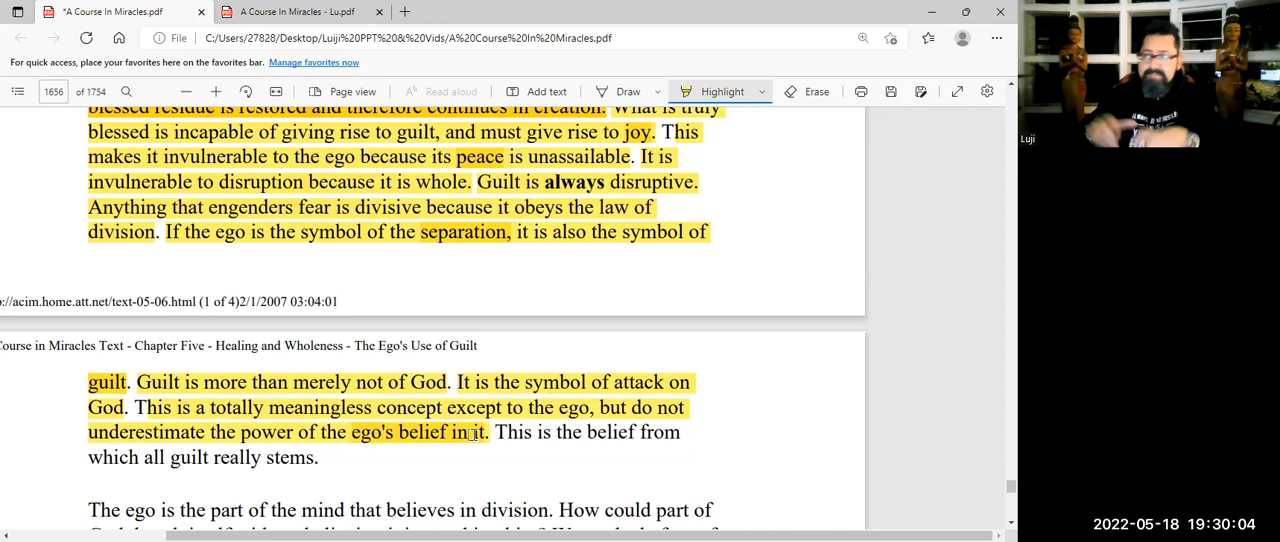 *A Course In Miracles.pdf
A Course In Miracles - Lu.pdf
File
C:/Users/27828/Desktop/Luiji%20PPT%20&%20Vids/A%20Course%20In%20Miracles.pdf
For quick access, place your favorites here on the favorites bar. Manage favorites now
1656 of 1754
Page view
Read aloud
Add text
Draw
Highlight
Erase
blessed residue is restored and therefore continues in creation. What is truly
blessed is incapable of giving rise to guilt, and must give rise to joy. This
makes it invulnerable to the ego because its peace is unassailable. It is
invulnerable to disruption because it is whole. Guilt is always disruptive.
Anything that engenders fear is divisive because it obeys the law of
division. If the ego is the symbol of the separation, it is also the symbol of
://acim.home.att.net/text-05-06.html (1 of 4)2/1/2007 03:04:01
Course in Miracles Text - Chapter Five - Healing and Wholeness - The Ego's Use of Guilt
guilt. Guilt is more than merely not of God. It is the symbol of attack on
God. This is a totally meaningless concept except to the ego, but do not
underestimate the power of the ego's belief in it. This is the belief from
which all guilt really stems.
The ego is the part of the mind that believes in division. How could part of
Luji
2022-05-18 19:30:04